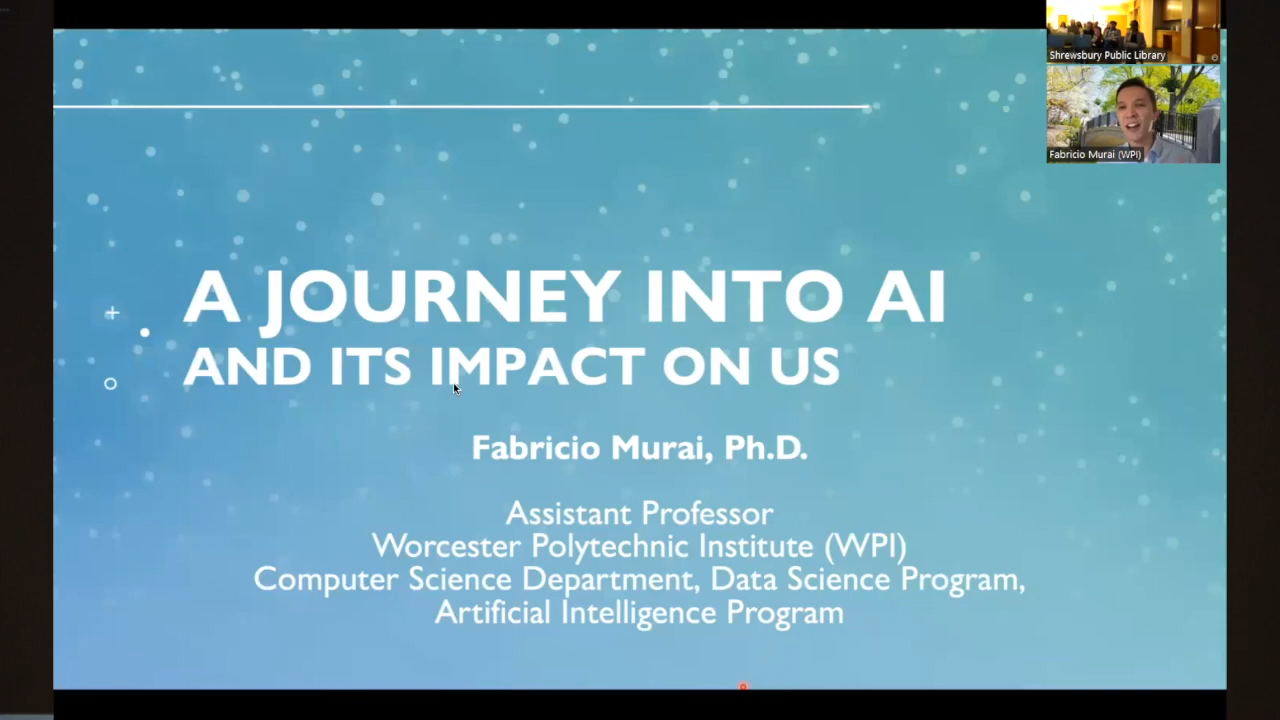 Shrewsbury Public Library
Fabricio Murai (WPI)
A JOURNEY INTO AI
AND ITS IMPACT ON US
Fabricio Murai, Ph.D.
Assistant Professor
Worcester Polytechnic Institute (WPI)
Computer Science Department, Data Science Program,
Artificial Intelligence Program